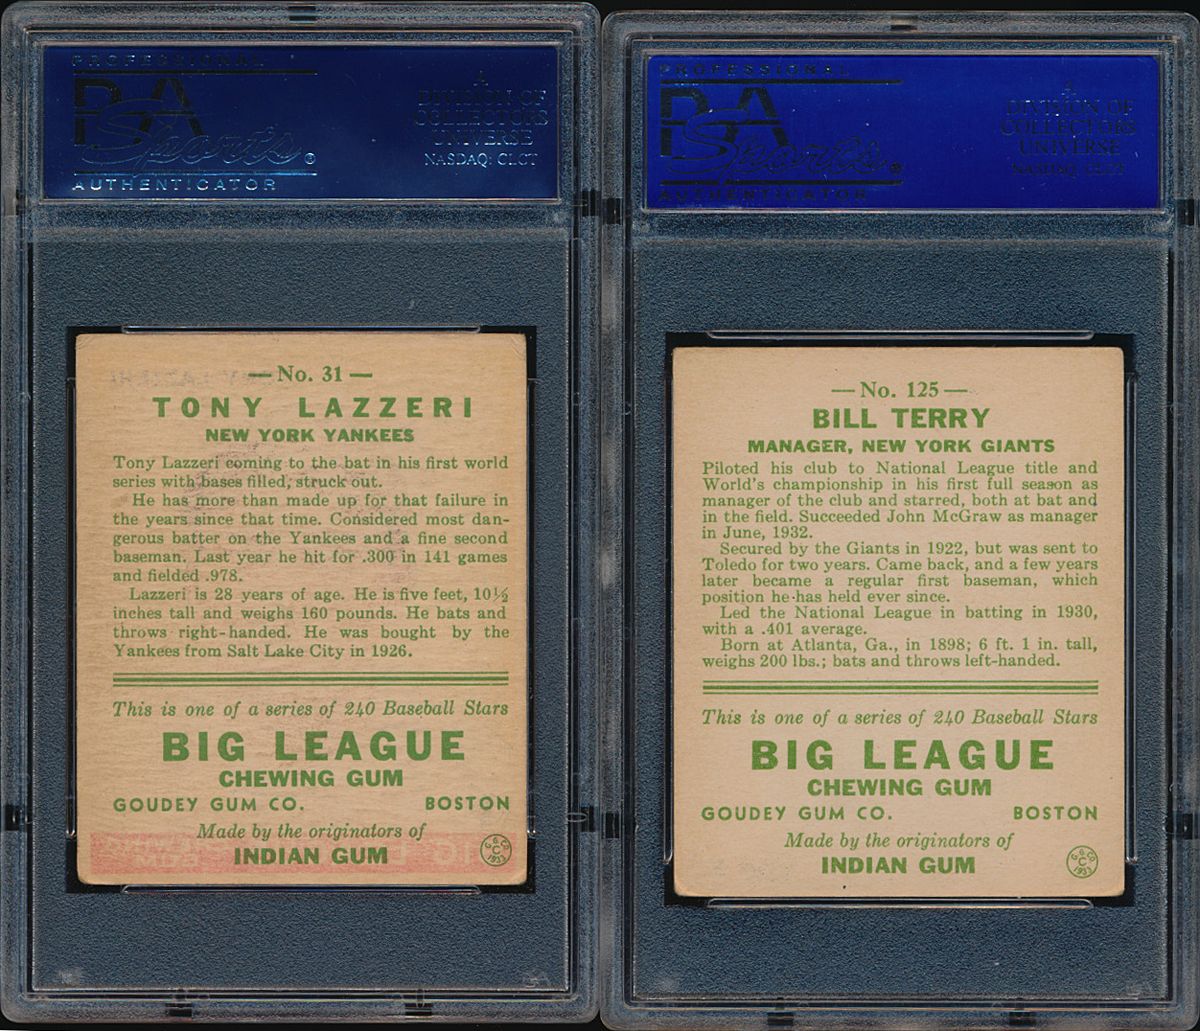 PROFESSIONAL
PSA
Sports®
AUTHENTICATOR
A
DIVISION OF
COLLECTORS
UNIVERSE
NASDAQ: CLCT
— No. 31 —
TONY LAZZERI
NEW YORK YANKEES
Tony Lazzeri coming to the bat in his first world
series with bases filled, struck out.
He has more than made up for that failure in
the years since that time. Considered most dan-
gerous batter on the Yankees and a fine second
baseman. Last year he hit for .300 in 141 games
and fielded .978.
Lazzeri is 28 years of age. He is five feet, 10½
inches tall and weighs 160 pounds. He bats and
throws right-handed. He was bought by the
Yankees from Salt Lake City in 1926.
This is one of a series of 240 Baseball Stars
BIG LEAGUE
CHEWING GUM
GOUDEY GUM CO. BOSTON
Made by the originators of
INDIAN GUM
G.G.CO.
C
1933
PROFESSIONAL
PSA
Sports®
AUTHENTICATOR
A
DIVISION OF
COLLECTORS
UNIVERSE
NASDAQ: CLCT
— No. 125 —
BILL TERRY
MANAGER, NEW YORK GIANTS
Piloted his club to National League title and
World's championship in his first full season as
manager of the club and starred, both at bat and
in the field. Succeeded John McGraw as manager
in June, 1932.
Secured by the Giants in 1922, but was sent to
Toledo for two years. Came back, and a few years
later became a regular first baseman, which
position he has held ever since.
Led the National League in batting in 1930,
with a .401 average.
Born at Atlanta, Ga., in 1898; 6 ft. 1 in. tall,
weighs 200 lbs.; bats and throws left-handed.
This is one of a series of 240 Baseball Stars
BIG LEAGUE
CHEWING GUM
GOUDEY GUM CO. BOSTON
Made by the originators of
INDIAN GUM
G.G.CO.
C
1933